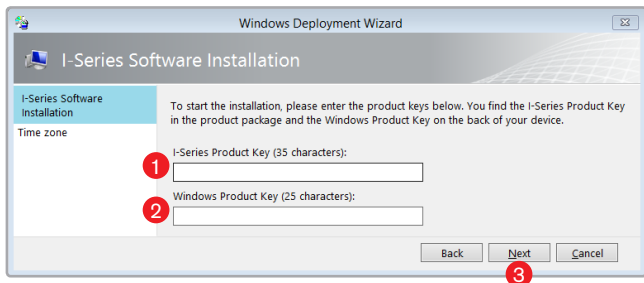 Windows Deployment Wizard
I-Series Software Installation
I-Series Software
Installation
Time zone
To start the installation, please enter the product keys below. You find the I-Series Product Key
in the product package and the Windows Product Key on the back of your device.
I-Series Product Key (35 characters):
1
Windows Product Key (25 characters):
2
Back Next Cancel
3